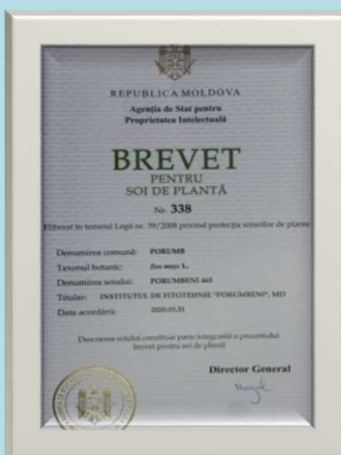 REPUBLICA MOLDOVA
Agenția de Stat pentru
Proprietatea Intelectuală
BREVET
PENTRU
SOI DE PLANTĂ
Nr. 338
Eliberat în temeiul Legii nr. 39/2008 privind protecția soiurilor de plante
Denumirea comună: PORUMB
Taxonul botanic: Zea mays L.
Denumirea soiului: PORUMBENI 465
Titular: INSTITUTUL DE FITOTEHNIE "PORUMBENI", MD
Data acordării: 2020.03.31
Descrierea soiului constituie parte integrantă a prezentului
brevet pentru soi de plantă
Director General